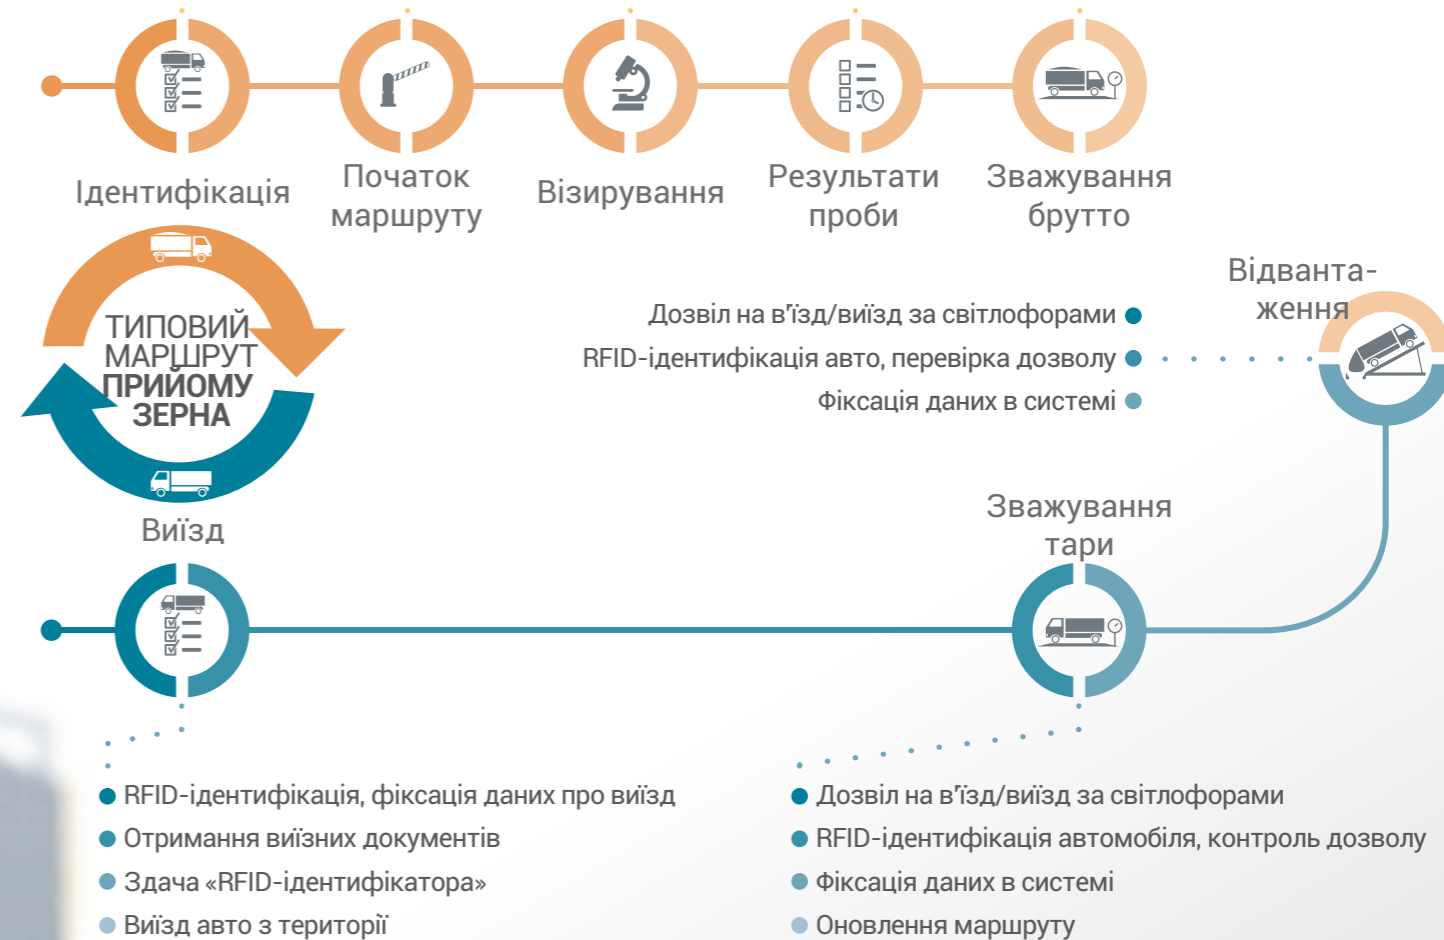 Ідентифікація
Початок
маршруту
Візирування
Результати
проби
Зважування
брутто
ТИПОВИЙ
МАРШРУТ
ПРИЙОМУ
ЗЕРНА
Відванта-
ження
Дозвіл на в'їзд/виїзд за світлофорами
RFID-ідентифікація авто, перевірка дозволу
Фіксація даних в системі
Виїзд
Зважування
тари
RFID-ідентифікація, фіксація даних про виїзд
Отримання виїзних документів
Здача «RFID-ідентифікатора»
Виїзд авто з території
Дозвіл на в'їзд/виїзд за світлофорами
RFID-ідентифікація автомобіля, контроль дозволу
Фіксація даних в системі
Оновлення маршруту